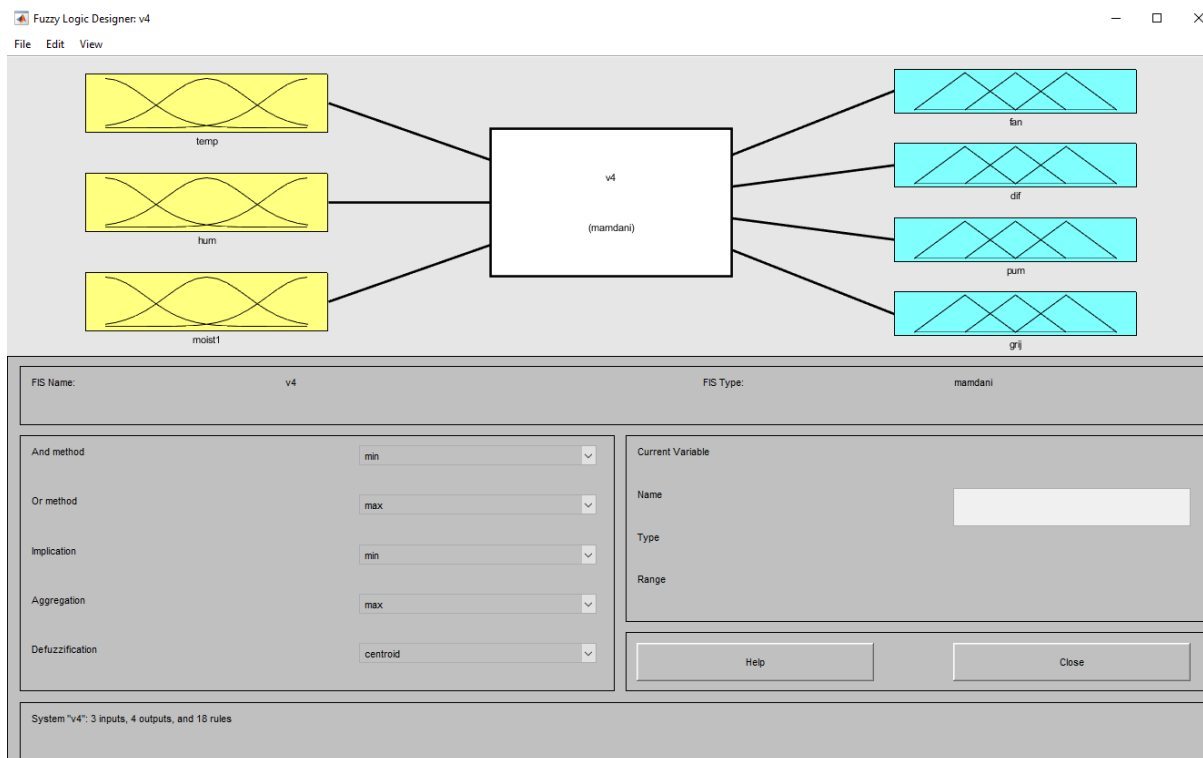 Fuzzy Logic Designer: v4
File Edit View
temp
hum
moist1
v4
(mamdani)
fan
dif
pum
grij
FIS Name: v4 FIS Type: mamdani
And method min
Or method max
Implication min
Aggregation max
Defuzzification centroid
Current Variable
Name
Type
Range
Help Close
System "v4": 3 inputs, 4 outputs, and 18 rules